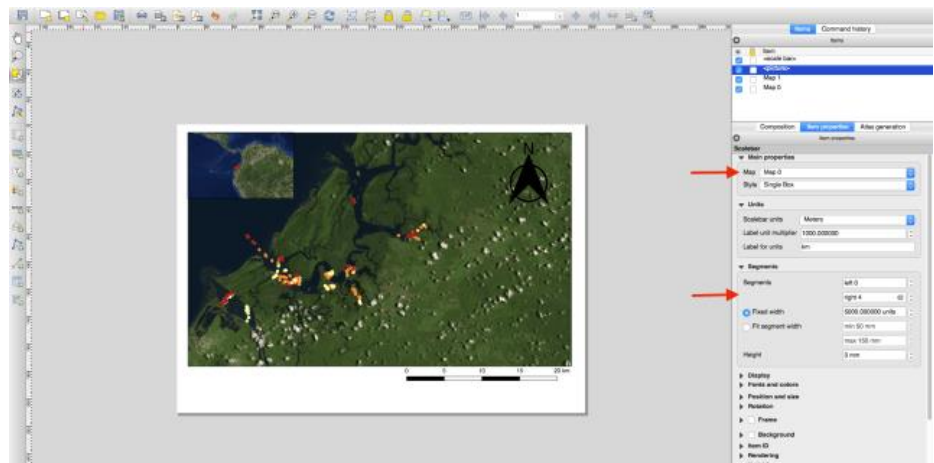 1
Items Command history
Items
Item
<scale bar>
<picture>
Map 1
Map 0
Composition Item properties Atlas generation
Item properties
Scalebar
Main properties
Map Map 0
Style Single Box
Units
Scalebar units Meters
Label unit multiplier 1000.000000
Label for units km
Segments
Segments left 0
right 4
Fixed width 5000.000000 units
Fit segment width min 50 mm
max 150 mm
Height 3 mm
Display
Fonts and colors
Position and size
Rotation
Frame
Background
Item ID
Rendering
N
0 5 10 15 20 km